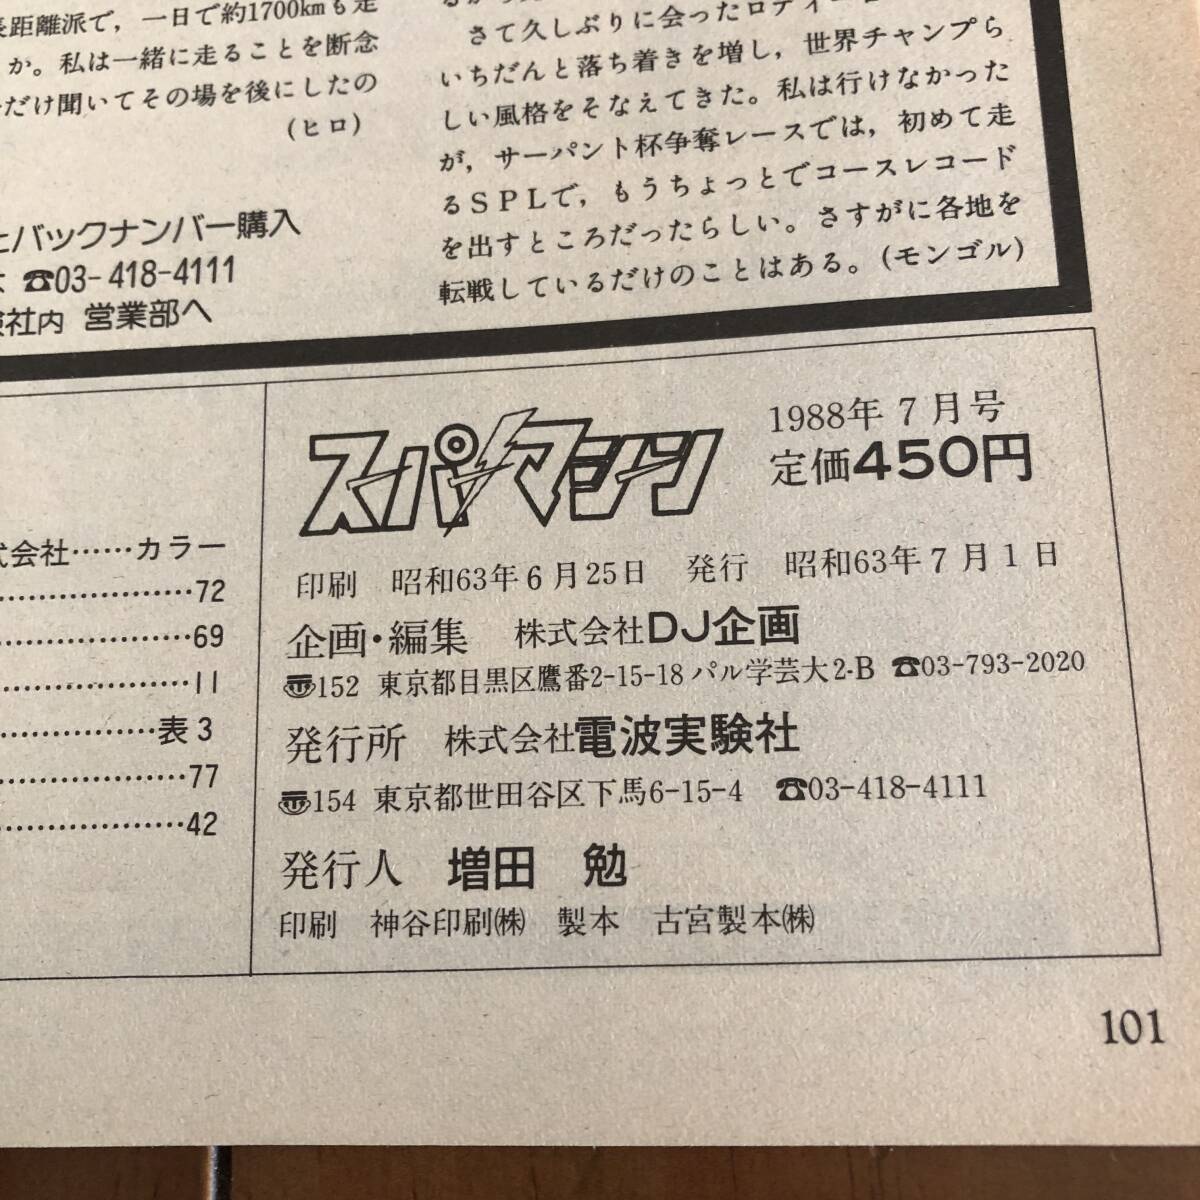 長距離派で，一日で約1700kmも走
か。私は一緒に走ることを断念
だけ聞いてその場を後にしたの
(ヒロ)
とバックナンバー購入
☎03-418-4111
験社内 営業部へ
さて久しぶりに会ったロディー
いちだんと落ち着きを増し，世界チャンプら
しい風格をそなえてきた。私は行けなかった
が，サーパント杯争奪レースでは，初めて走
るSPLで，もうちょっとでコースレコード
を出すところだったらしい。さすがに各地を
転戦しているだけのことはある。(モンゴル)
式会社……カラー
72
69
11
表3
77
42
スーパーマシン
1988年7月号
定価450円
印刷 昭和63年6月25日 発行 昭和63年7月1日
企画・編集 株式会社DJ企画
〠152 東京都目黒区鷹番2-15-18パル学芸大2-B ☎03-793-2020
発行所 株式会社電波実験社
〠154 東京都世田谷区下馬6-15-4 ☎03-418-4111
発行人 増田 勉
印刷 神谷印刷㈱ 製本 古宮製本㈱
101